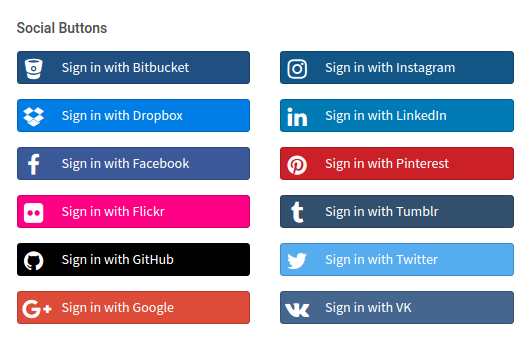 Social Buttons
Sign in with Bitbucket
Sign in with Instagram
Sign in with Dropbox
Sign in with LinkedIn
Sign in with Facebook
Sign in with Pinterest
Sign in with Flickr
Sign in with Tumblr
Sign in with GitHub
Sign in with Twitter
Sign in with Google
Sign in with VK